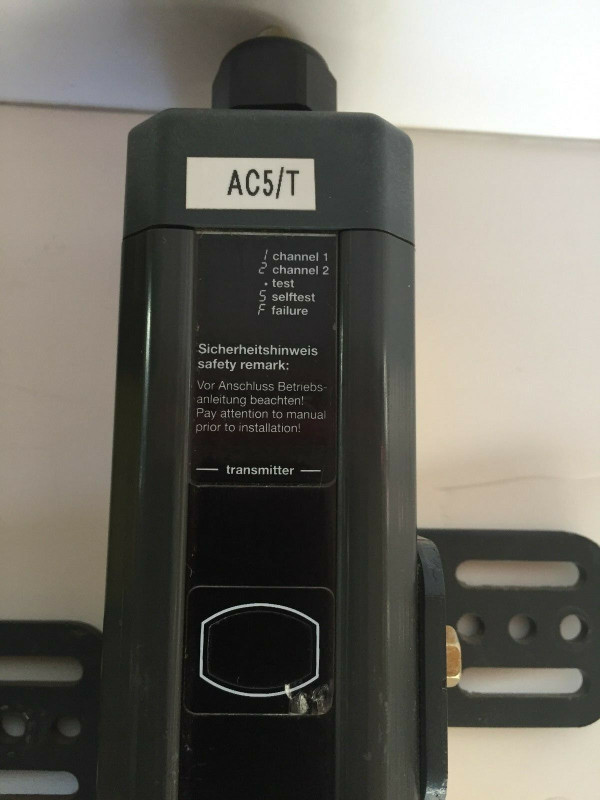 AC5/T
1 channel 1
2 channel 2
. test
S selftest
F failure
Sicherheitshinweis
safety remark:
Vor Anschluss Betriebs-
anleitung beachten!
Pay attention to manual
prior to installation!
transmitter